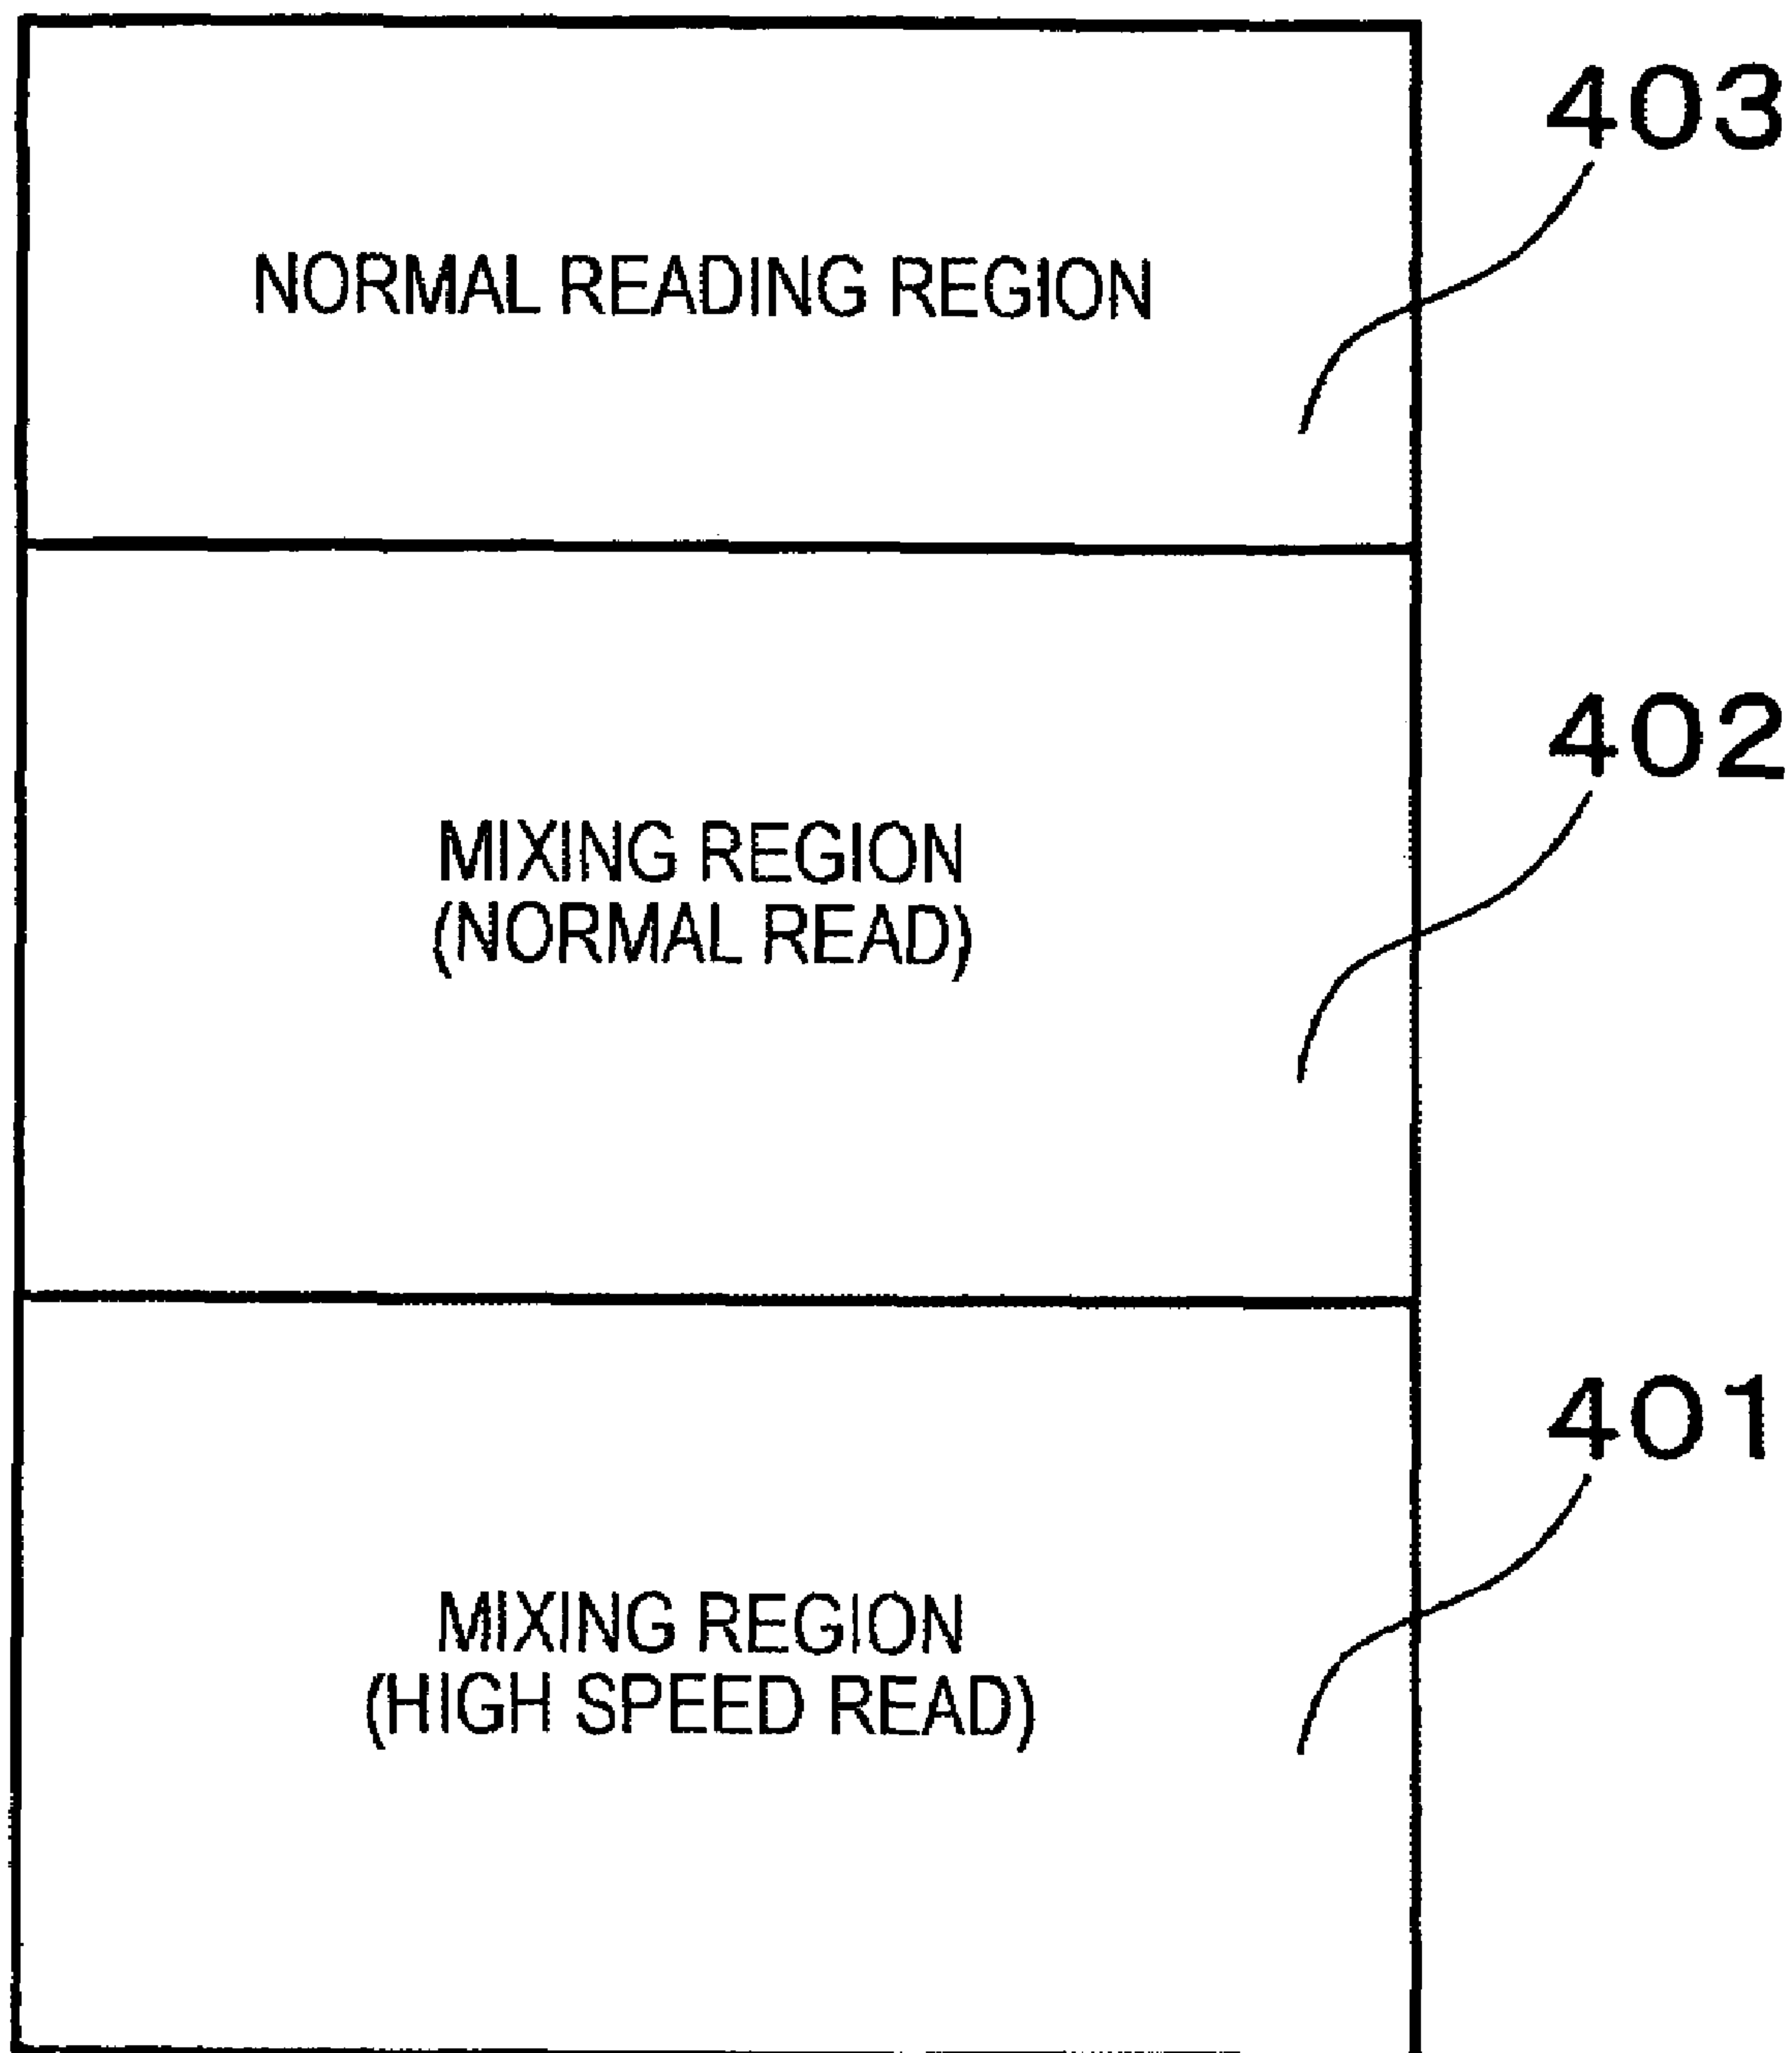 403
NORMAL READING REGION
402
MIXING REGION
(NORMAL READ)
401
MIXING REGION
(HIGH SPEED READ)